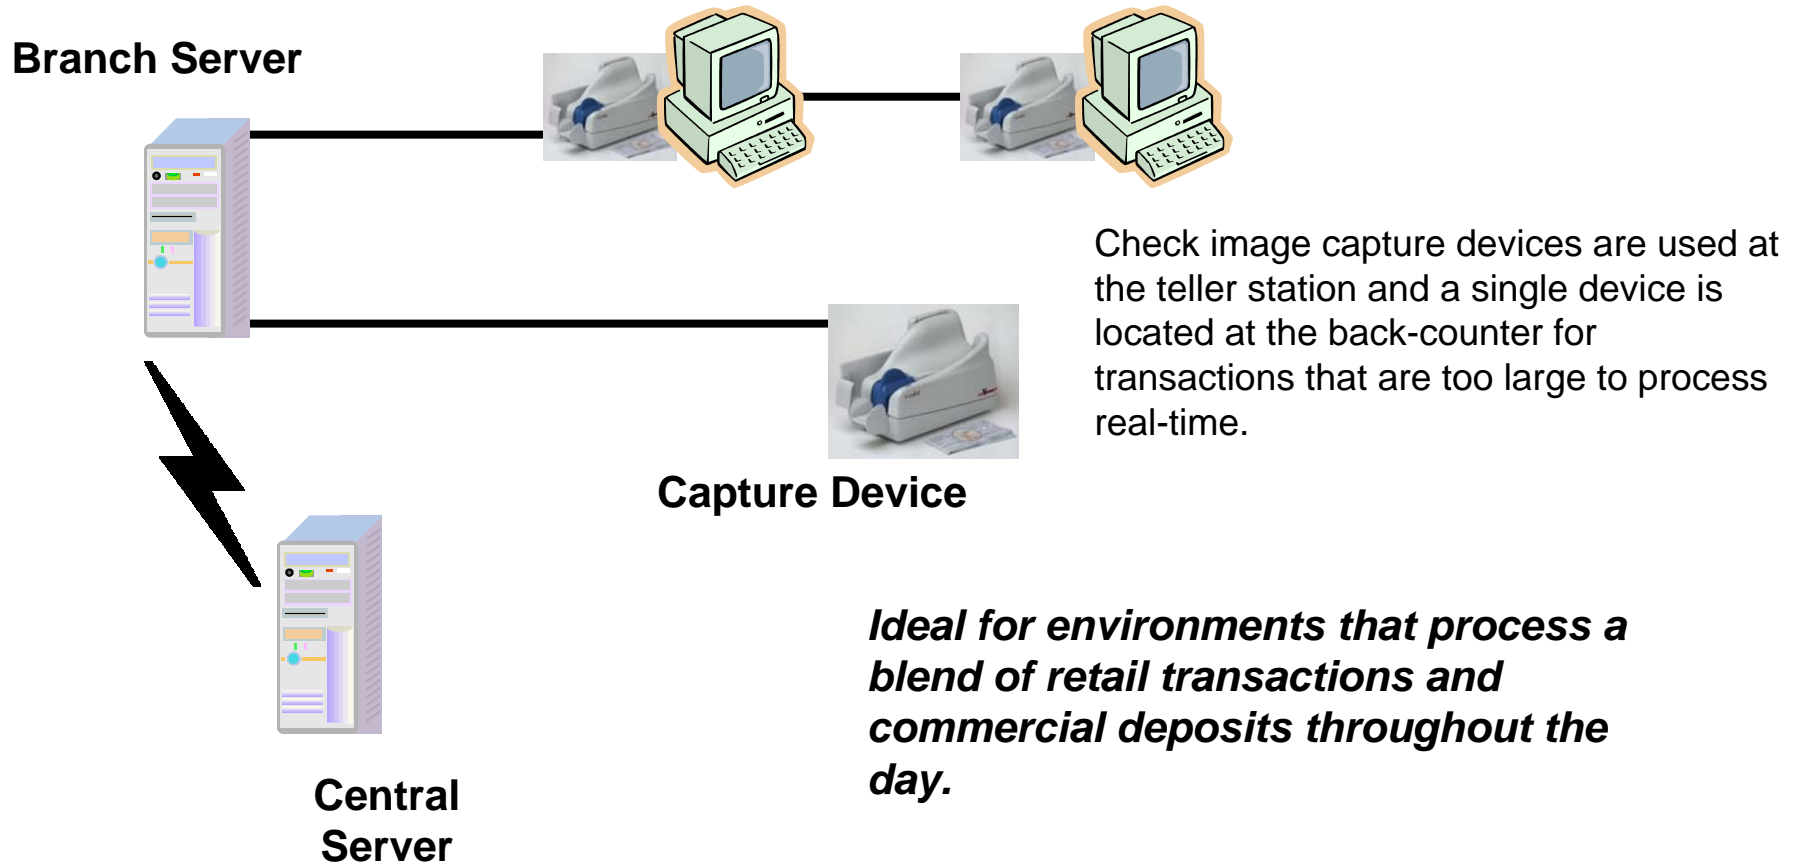 Branch Server
Check image capture devices are used at
the teller station and a single device is
located at the back-counter for
transactions that are too large to process
real-time.
Capture Device
Ideal for environments that process a
blend of retail transactions and
commercial deposits throughout the
day.
Central
Server